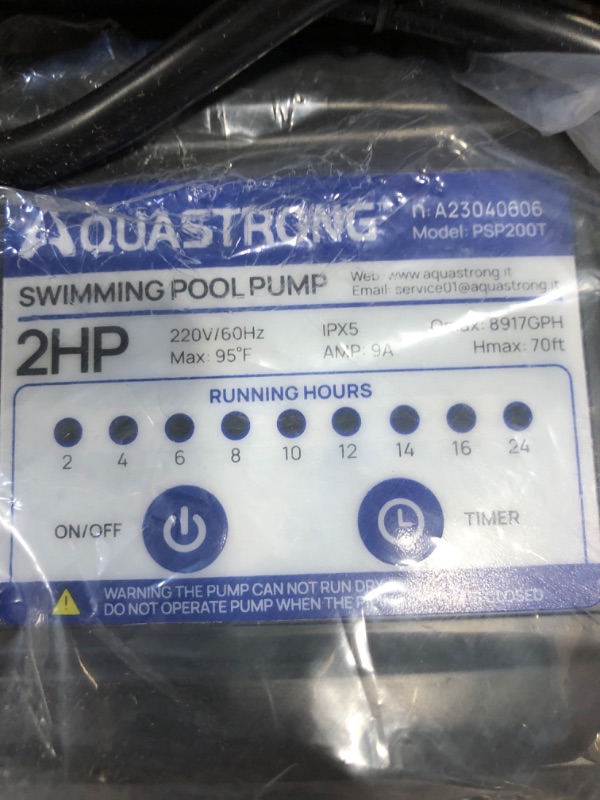 AQUASTRONG
n: A23040606
Model: PSP200T
SWIMMING POOL PUMP
Web: www.aquastrong.it
Email: service01@aquastrong.it
2HP
220V/60Hz IPX5 Qmax: 8917GPH
Max: 95°F AMP: 9A Hmax: 70ft
RUNNING HOURS
2 4 6 8 10 12 14 16 24
ON/OFF TIMER
WARNING THE PUMP CAN NOT RUN DRY
DO NOT OPERATE PUMP WHEN THE CLOSED